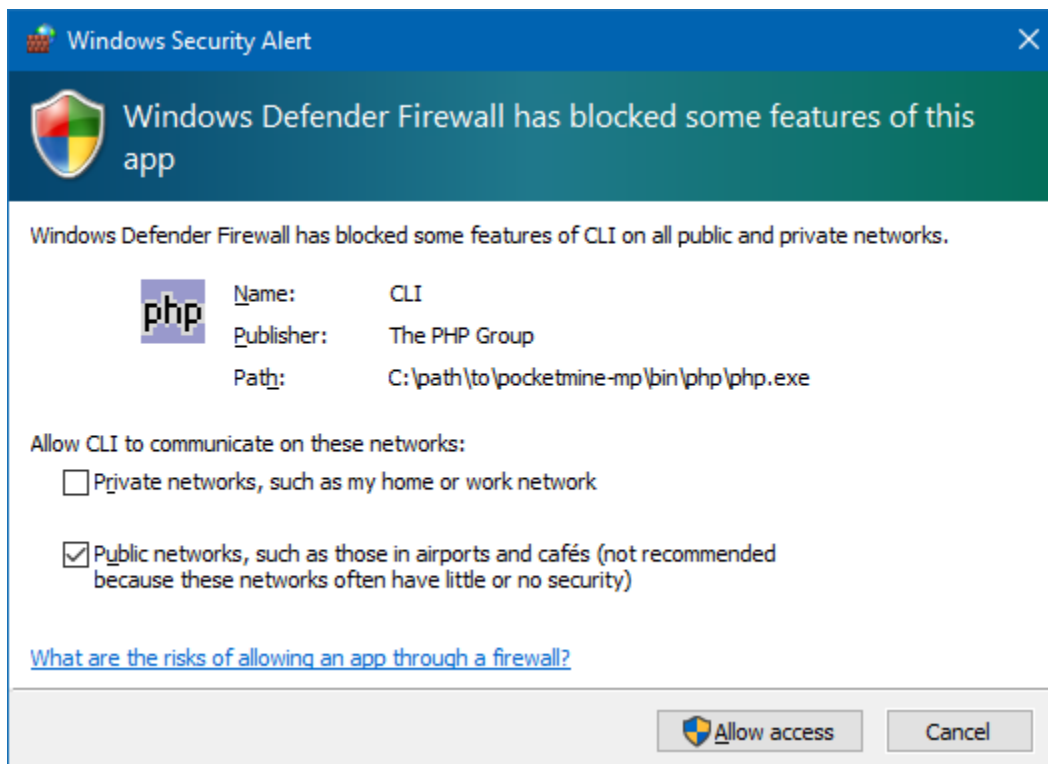 Windows Security Alert
Windows Defender Firewall has blocked some features of this
app
Windows Defender Firewall has blocked some features of CLI on all public and private networks.
php
Name: CLI
Publisher: The PHP Group
Path: C:\path\to\pocketmine-mp\bin\php\php.exe
Allow CLI to communicate on these networks:
Private networks, such as my home or work network
Public networks, such as those in airports and cafés (not recommended
because these networks often have little or no security)
What are the risks of allowing an app through a firewall?
Allow access Cancel